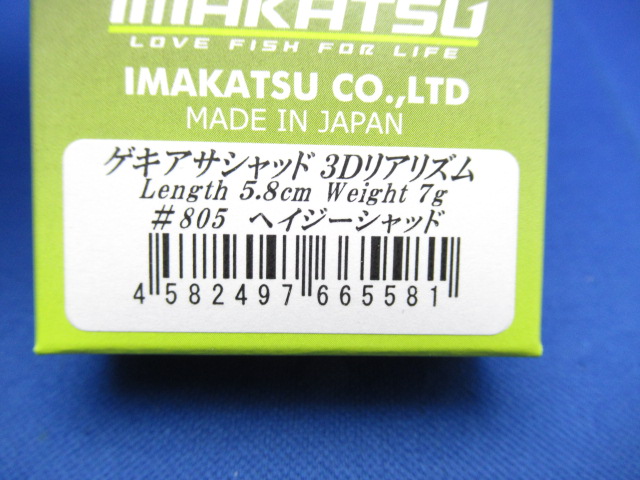 IMAKATSU
LOVE FISH FOR LIFE
IMAKATSU CO.,LTD
MADE IN JAPAN
ゲキアサシャッド 3Dリアリズム
Length 5.8cm Weight 7g
#805 ヘイジーシャッド
4 582497 665581